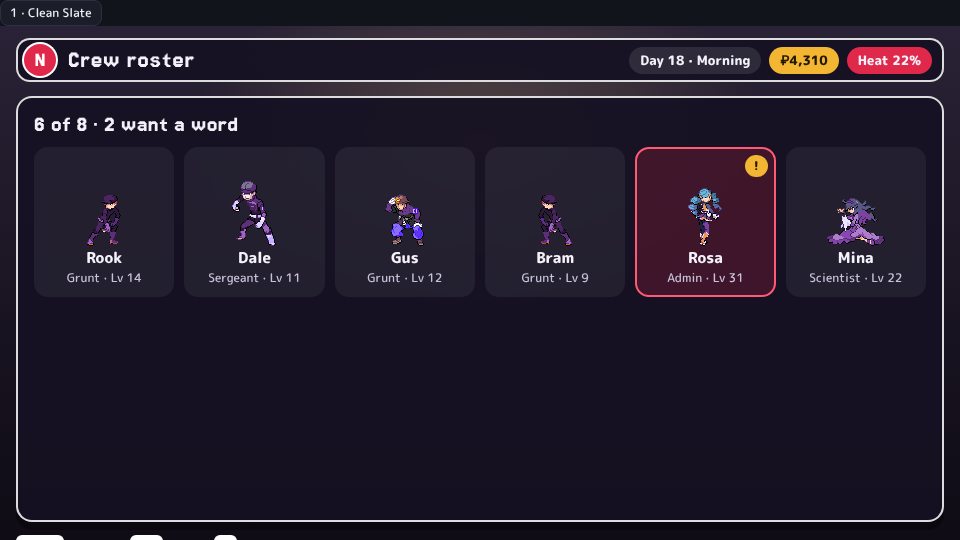 1 · Clean Slate
N Crew roster
Day 18 · Morning
₽4,310
Heat 22%
6 of 8 · 2 want a word
!
Rook
Grunt · Lv 14
Dale
Sergeant · Lv 11
Gus
Grunt · Lv 12
Bram
Grunt · Lv 9
Rosa
Admin · Lv 31
Mina
Scientist · Lv 22